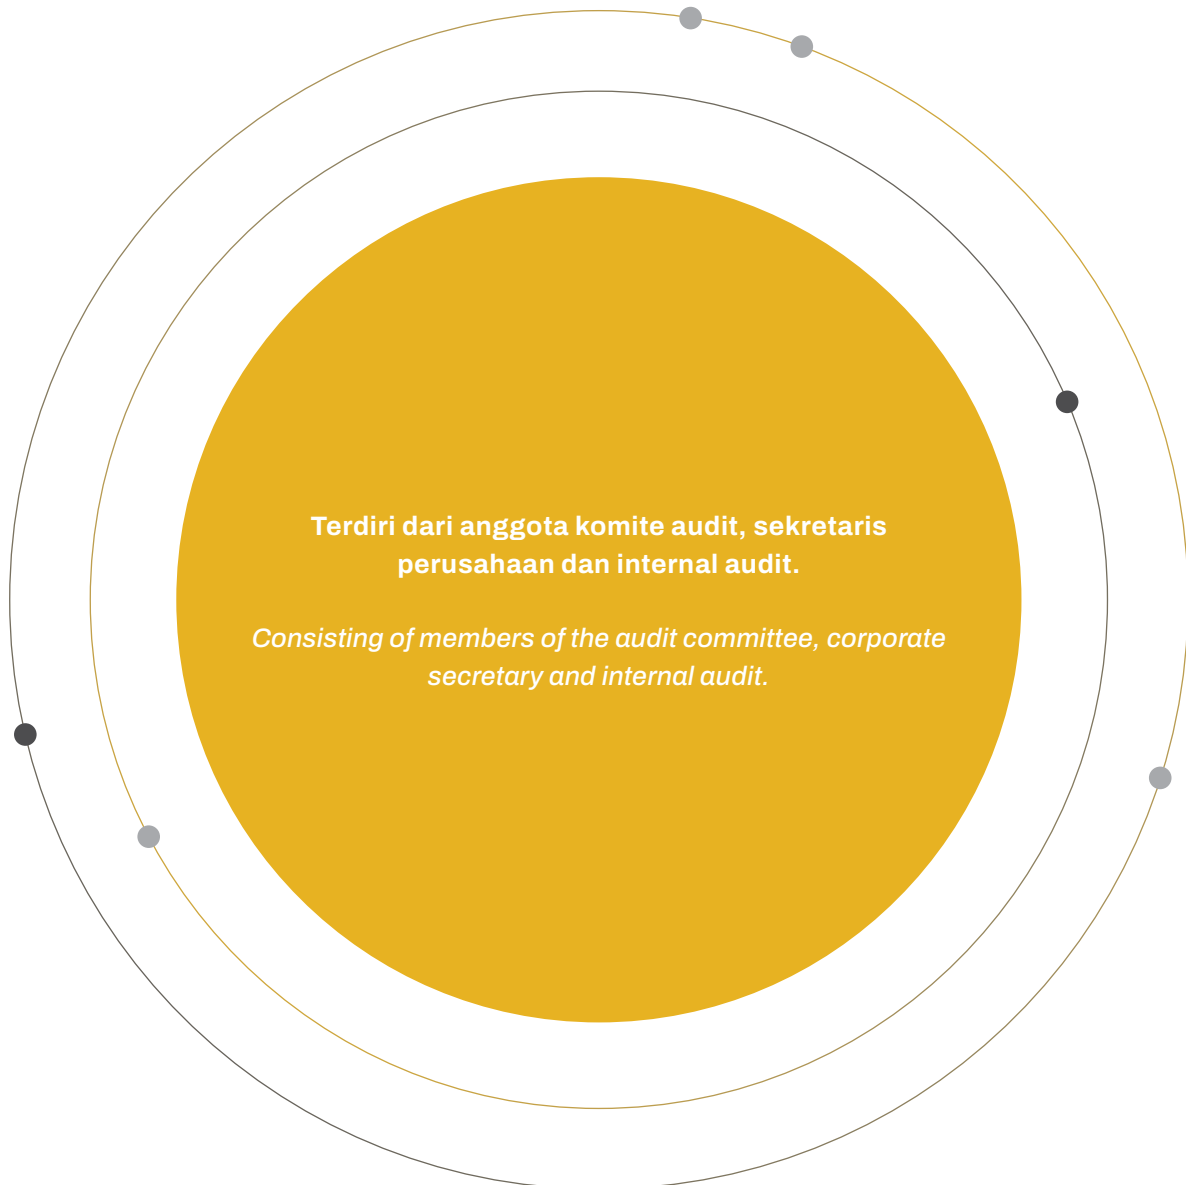 Terdiri dari anggota komite audit, sekretaris
perusahaan dan internal audit.
Consisting of members of the audit committee, corporate
secretary and internal audit.